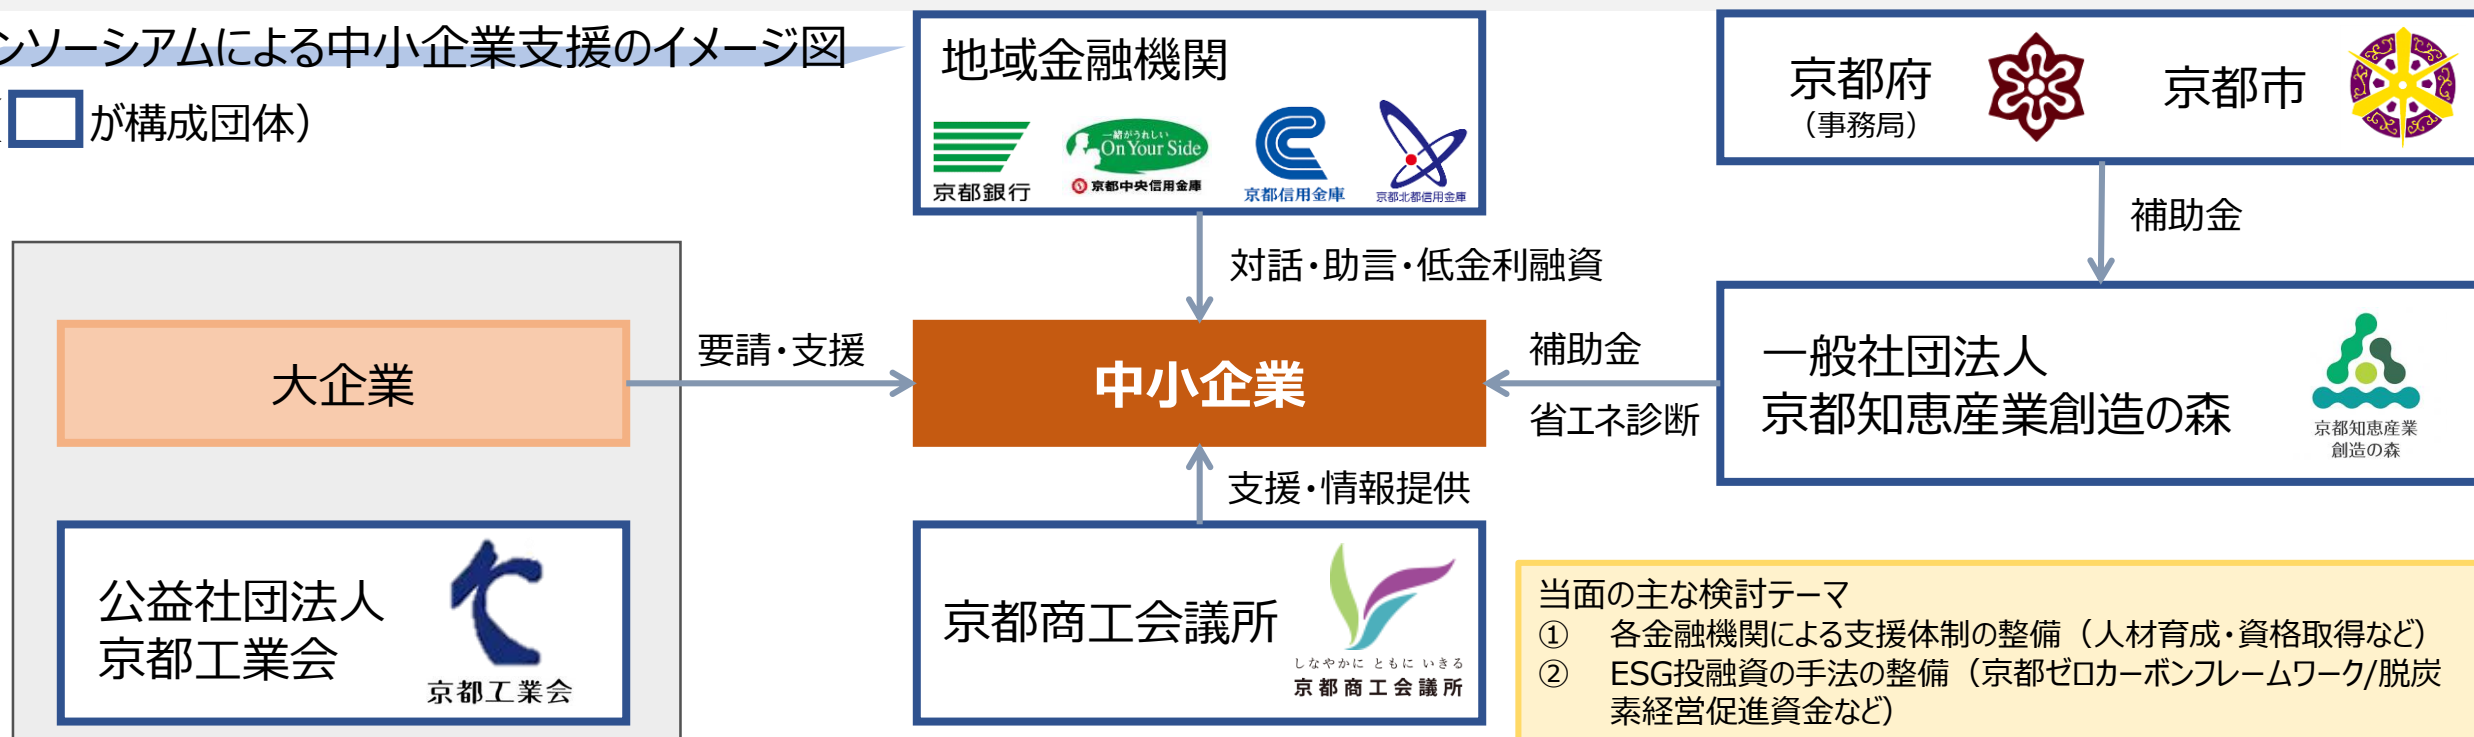 ンソーシアムによる中小企業支援のイメージ図
が構成団体）
地域金融機関
京都銀行
一緒がうれしい
On Your Side
京都中央信用金庫
京都信用金庫
京都北都信用金庫
京都府
（事務局）
京都市
補助金
対話・助言・低金利融資
大企業
要請・支援
中小企業
補助金
省エネ診断
一般社団法人
京都知恵産業創造の森
京都知恵産業
創造の森
支援・情報提供
公益社団法人
京都工業会
京都工業会
京都商工会議所
しなやかに ともに いきる
京都商工会議所
当面の主な検討テーマ
① 各金融機関による支援体制の整備（人材育成・資格取得など）
② ESG投融資の手法の整備（京都ゼロカーボンフレームワーク/脱炭
素経営促進資金など）